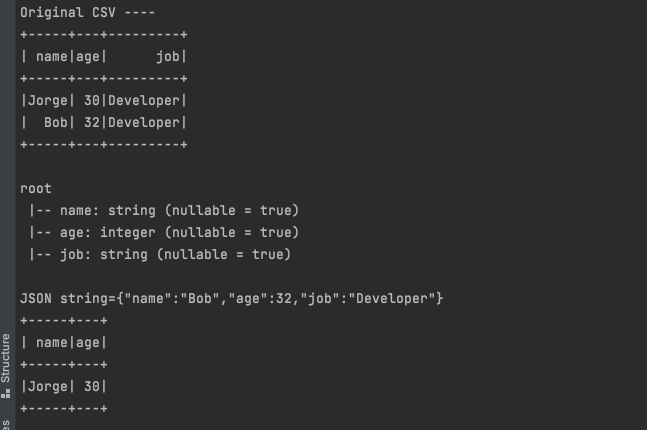 Original CSV ----
+-----+---+---------+
| name|age|      job|
+-----+---+---------+
|Jorge| 30|Developer|
|  Bob| 32|Developer|
+-----+---+---------+
root
 |-- name: string (nullable = true)
 |-- age: integer (nullable = true)
 |-- job: string (nullable = true)
JSON string={"name":"Bob","age":32,"job":"Developer"}
+-----+---+
| name|age|
+-----+---+
|Jorge| 30|
+-----+---+
Structure